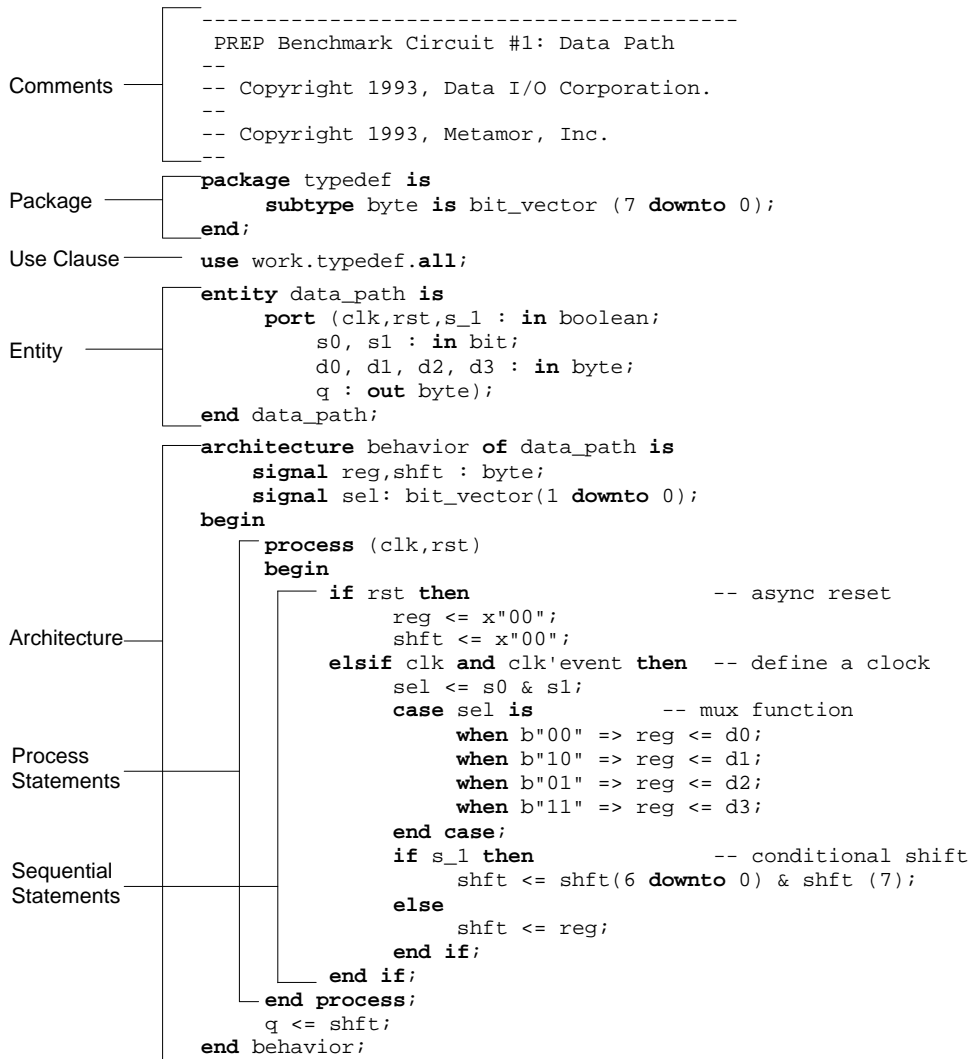 ------------------------------------------
PREP Benchmark Circuit #1: Data Path
--
Comments
-- Copyright 1993, Data I/O Corporation.
--
-- Copyright 1993, Metamor, Inc.
--
package typedef is
Package
subtype byte is bit_vector (7 downto 0);
end;
Use Clause
use work.typedef.all;
entity data_path is
port (clk,rst,s_1 : in boolean;
s0, s1 : in bit;
Entity
d0, d1, d2, d3 : in byte;
q : out byte);
end data_path;
architecture behavior of data_path is
signal reg,shft : byte;
signal sel: bit_vector(1 downto 0);
begin
process (clk,rst)
begin
if rst then -- async reset
reg <= x"00";
Architecture
shft <= x"00";
elsif clk and clk'event then -- define a clock
sel <= s0 & s1;
case sel is -- mux function
when b"00" => reg <= d0;
Process
Statements
when b"10" => reg <= d1;
when b"01" => reg <= d2;
when b"11" => reg <= d3;
end case;
Sequential
Statements
if s_1 then -- conditional shift
shft <= shft(6 downto 0) & shft (7);
else
shft <= reg;
end if;
end if;
end process;
q <= shft;
end behavior;